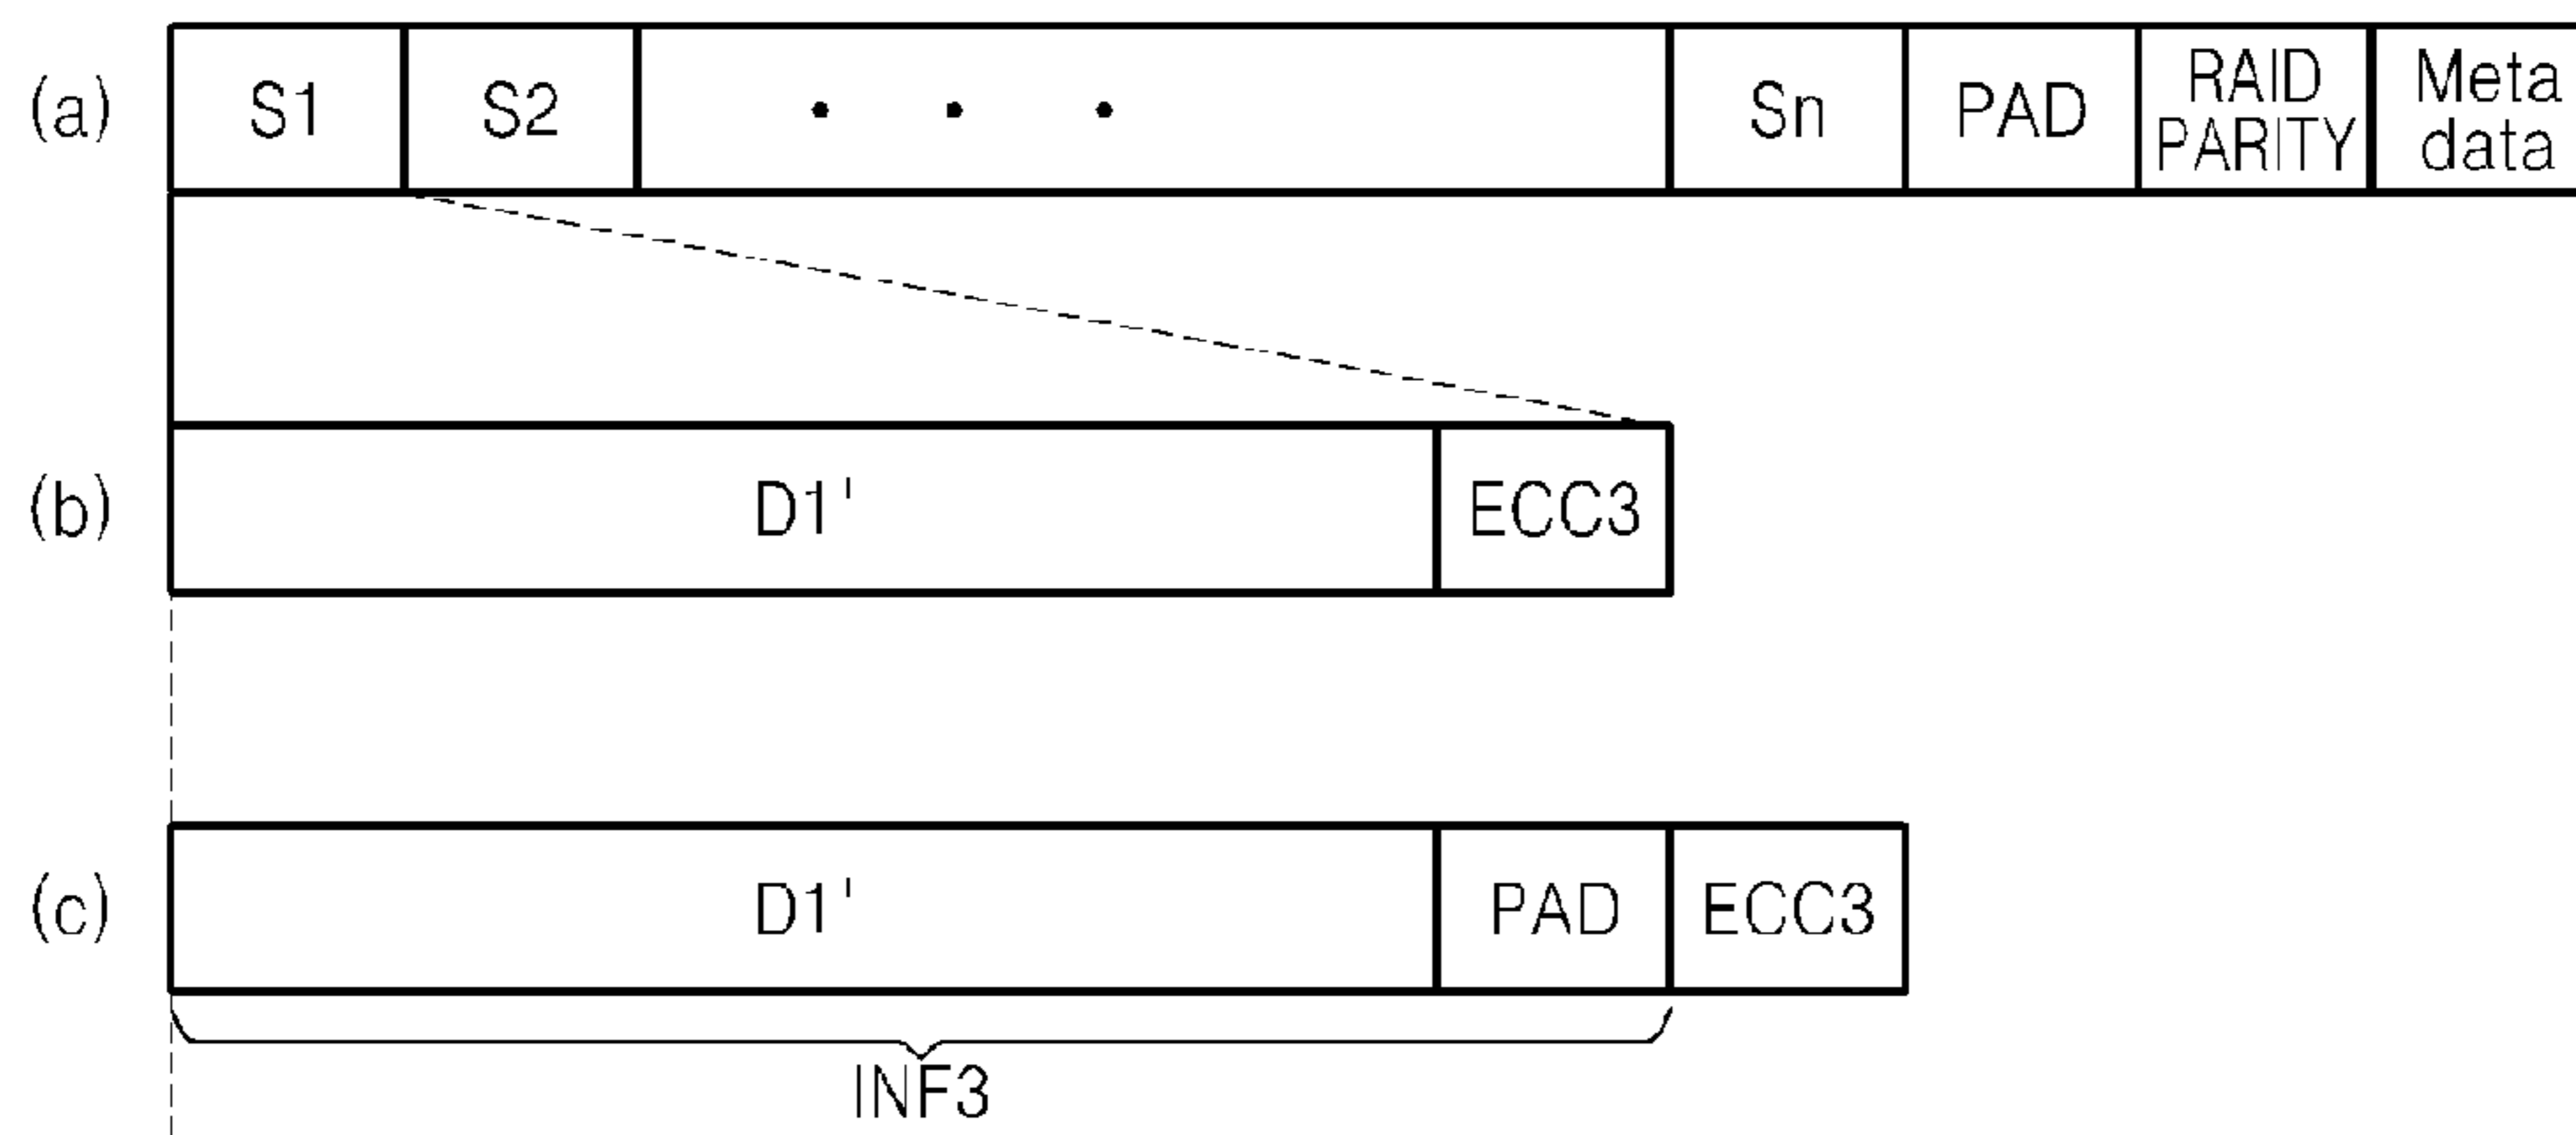 (a) S1 S2 • • • Sn PAD RAID PARITY Meta data
(b) D1' ECC3
(c) D1' PAD ECC3
INF3